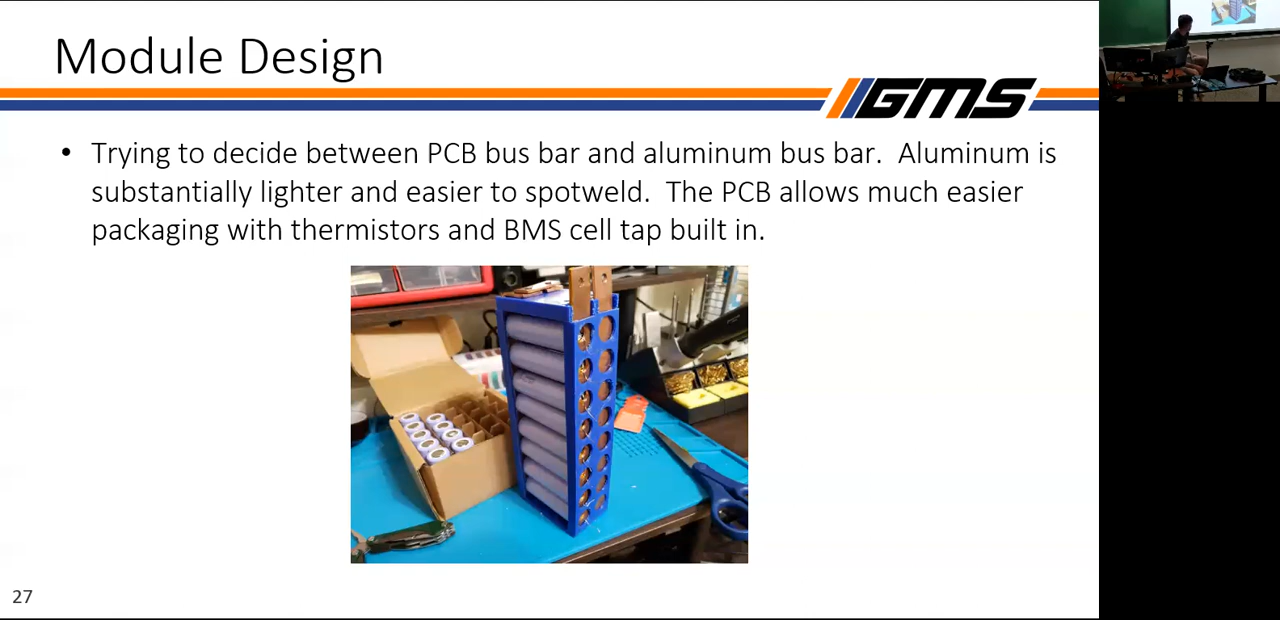 Module Design
GMS
• Trying to decide between PCB bus bar and aluminum bus bar.  Aluminum is
substantially lighter and easier to spotweld.  The PCB allows much easier
packaging with thermistors and BMS cell tap built in.
27